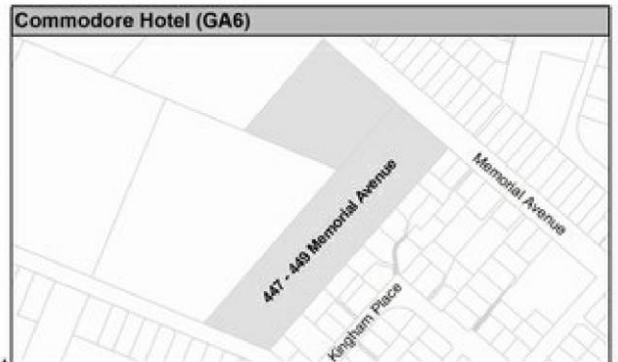 Commodore Hotel (GA6)
447 - 449 Memorial Avenue
Memorial Avenue
Kingham Place